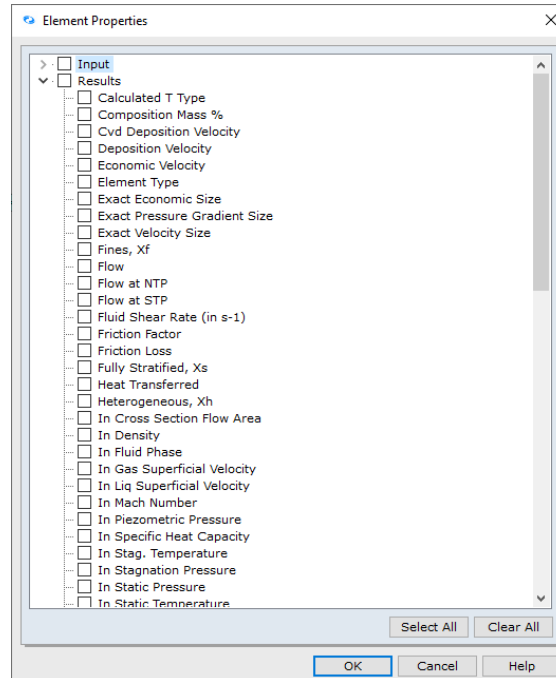 Element Properties
Input
Results
Calculated T Type
Composition Mass %
Cvd Deposition Velocity
Deposition Velocity
Economic Velocity
Element Type
Exact Economic Size
Exact Pressure Gradient Size
Exact Velocity Size
Fines, Xf
Flow
Flow at NTP
Flow at STP
Fluid Shear Rate (in s-1)
Friction Factor
Friction Loss
Fully Stratified, Xs
Heat Transferred
Heterogeneous, Xh
In Cross Section Flow Area
In Density
In Fluid Phase
In Gas Superficial Velocity
In Liq Superficial Velocity
In Mach Number
In Piezometric Pressure
In Specific Heat Capacity
In Stag. Temperature
In Stagnation Pressure
In Static Pressure
In Static Temperature
Select All Clear All
OK Cancel Help